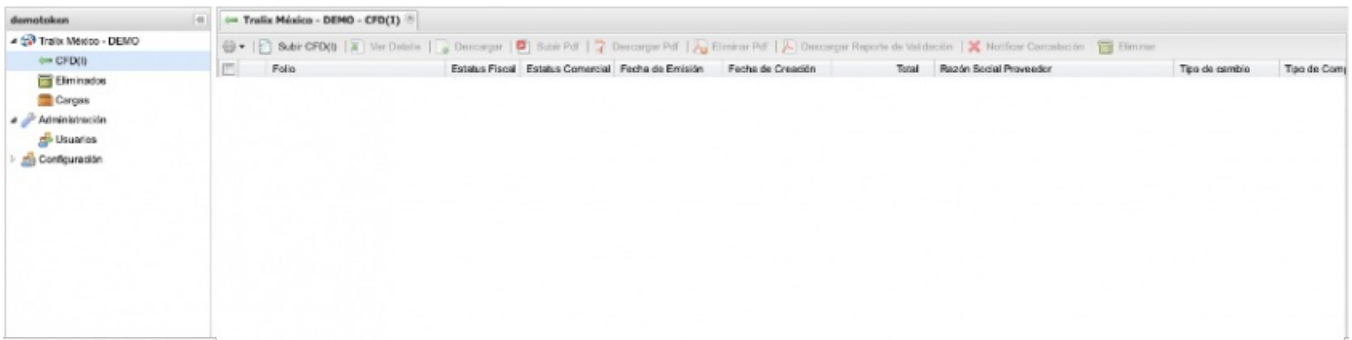 demotoken
Tralix México - DEMO - CFD(I)
Tralix México - DEMO
CFD(I)
Eliminados
Cargas
Administración
Usuarios
Configuración
Subir CFD(I) | Ver Detalle | Descargar | Subir Pdf | Descargar Pdf | Eliminar Pdf | Descargar Reporte de Validación | Notificar Cancelación Eliminar
Folio Estatus Fiscal Estatus Comercial Fecha de Emisión Fecha de Creación Total Razón Social Proveedor Tipo de cambio Tipo de Comp